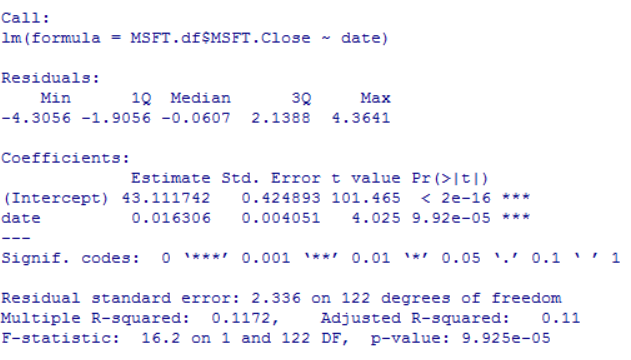 Call:
lm(formula = MSFT.df$MSFT.Close ~ date)
Residuals:
Min 1Q Median 3Q Max
-4.3056 -1.9056 -0.0607 2.1388 4.3641
Coefficients:
Estimate Std. Error t value Pr(>|t|)
(Intercept) 43.111742 0.424893 101.465 < 2e-16 ***
date 0.016306 0.004051 4.025 9.92e-05 ***
---
Signif. codes: 0 ‘***’ 0.001 ‘**’ 0.01 ‘*’ 0.05 ‘.’ 0.1 ‘ ’ 1
Residual standard error: 2.336 on 122 degrees of freedom
Multiple R-squared: 0.1172, Adjusted R-squared: 0.11
F-statistic: 16.2 on 1 and 122 DF, p-value: 9.925e-05